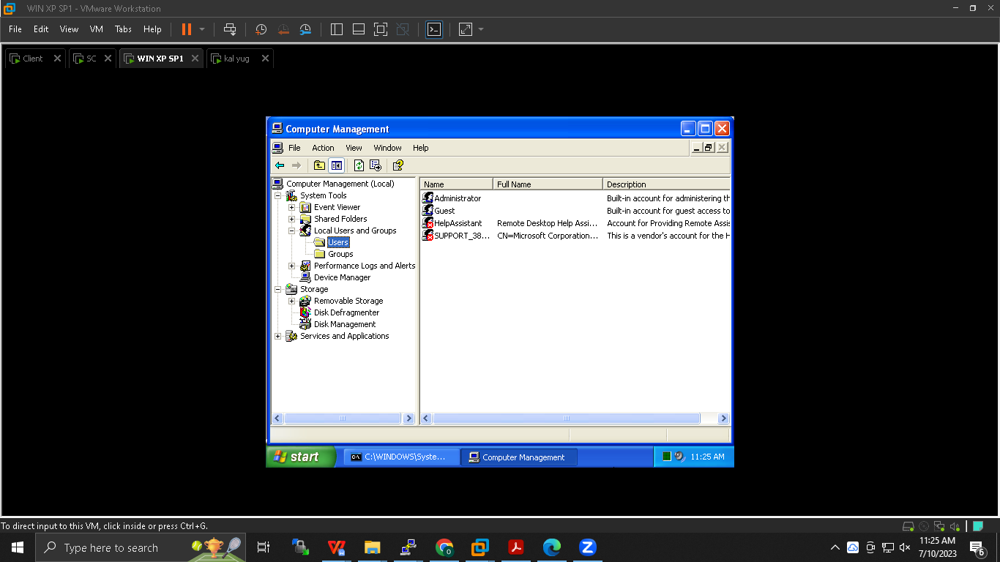 WIN XP SP1 - VMware Workstation
File Edit View VM Tabs Help
Client SC WIN XP SP1 kal yug
Computer Management
File Action View Window Help
Computer Management (Local)
System Tools
Event Viewer
Shared Folders
Local Users and Groups
Users
Groups
Performance Logs and Alerts
Device Manager
Storage
Removable Storage
Disk Defragmenter
Disk Management
Services and Applications
Name Full Name Description
Administrator Built-in account for administering th
Guest Built-in account for guest access to
HelpAssistant Remote Desktop Help Assi... Account for Providing Remote Assis
SUPPORT_38... CN=Microsoft Corporation... This is a vendor's account for the H
start C:\WINDOWS\Syste... Computer Management 11:25 AM
To direct input to this VM, click inside or press Ctrl+G.
Type here to search
11:25 AM
7/10/2023
6